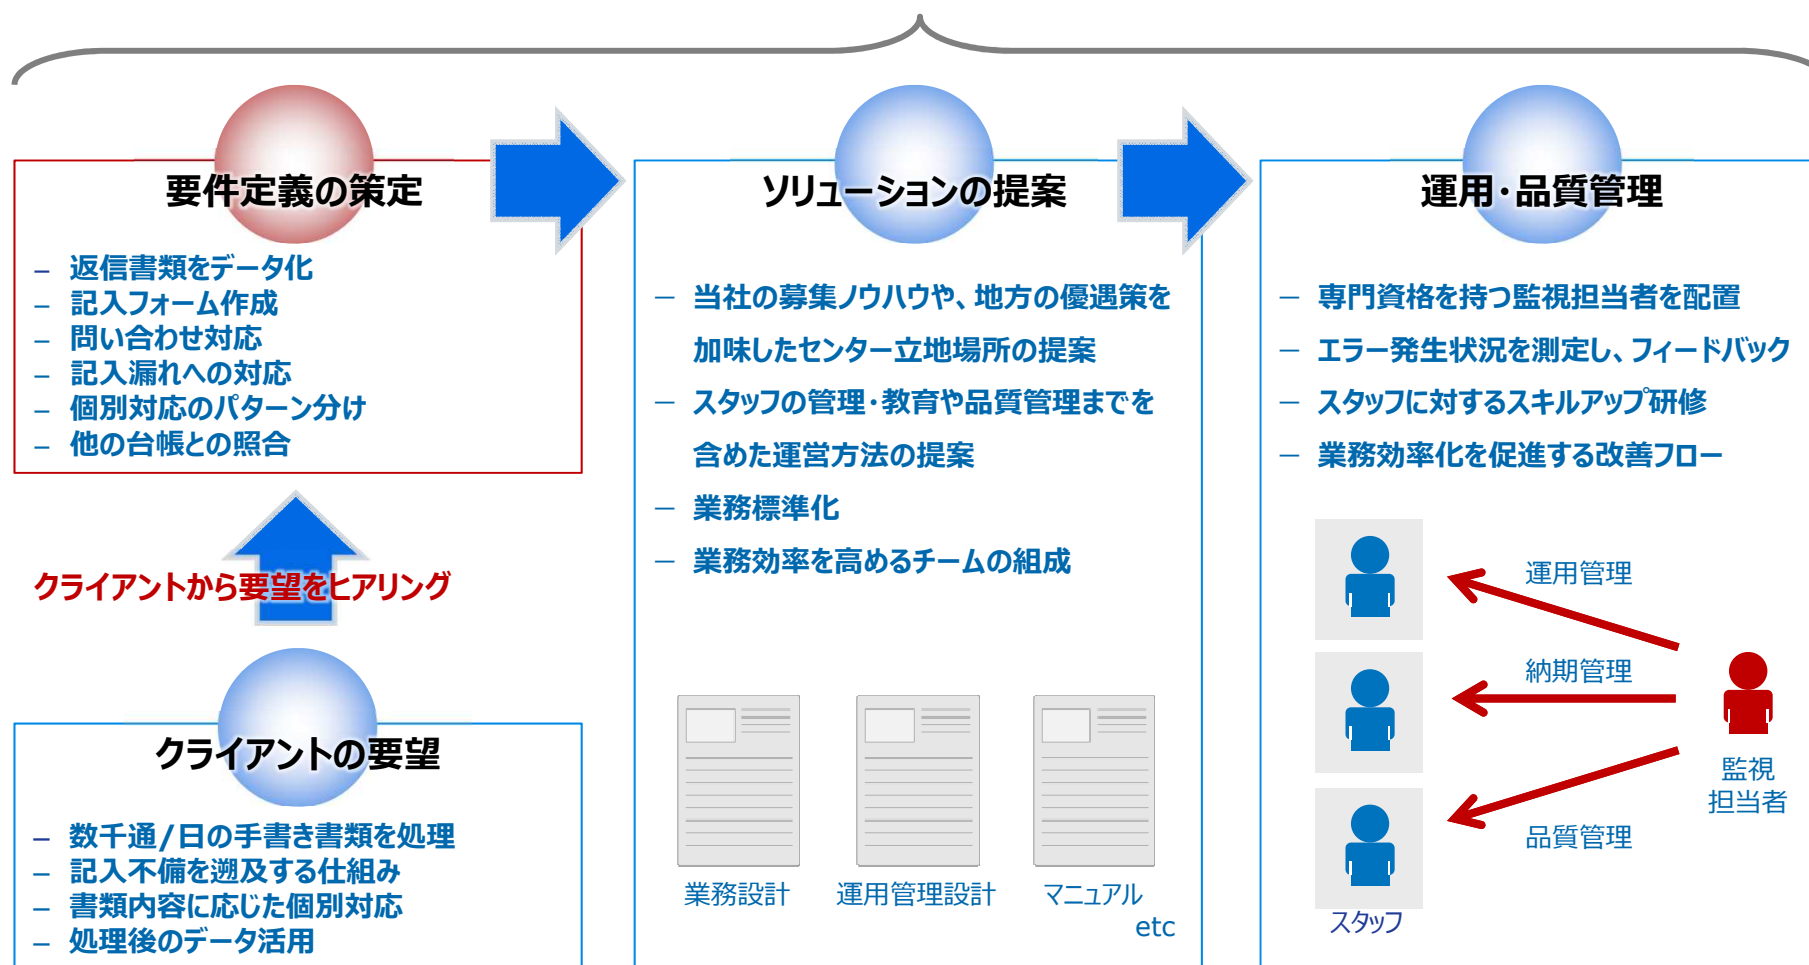 要件定義の策定
– 返信書類をデータ化
– 記入フォーム作成
– 問い合わせ対応
– 記入漏れへの対応
– 個別対応のパターン分け
– 他の台帳との照合
クライアントから要望をヒアリング
クライアントの要望
– 数千通/日の手書き書類を処理
– 記入不備を遡及する仕組み
– 書類内容に応じた個別対応
– 処理後のデータ活用
ソリューションの提案
– 当社の募集ノウハウや、地方の優遇策を
加味したセンター立地場所の提案
– スタッフの管理・教育や品質管理までを
含めた運営方法の提案
– 業務標準化
– 業務効率を高めるチームの組成
業務設計
運用管理設計
マニュアル
etc
運用・品質管理
– 専門資格を持つ監視担当者を配置
– エラー発生状況を測定し、フィードバック
– スタッフに対するスキルアップ研修
– 業務効率化を促進する改善フロー
運用管理
納期管理
品質管理
監視
担当者
スタッフ